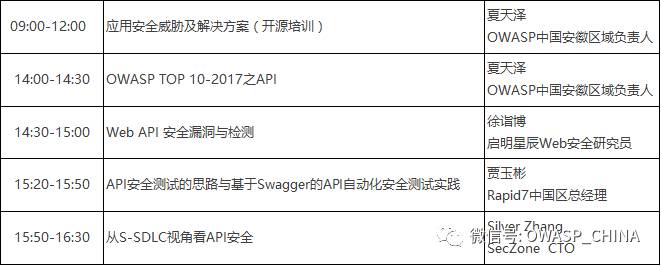 09:00-12:00 应用安全威胁及解决方案（开源培训） 夏天泽
OWASP中国安徽区域负责人
14:00-14:30 OWASP TOP 10-2017之API 夏天泽
OWASP中国安徽区域负责人
14:30-15:00 Web API 安全漏洞与检测 徐诣博
启明星辰Web安全研究员
15:20-15:50 API安全测试的思路与基于Swagger的API自动化安全测试实践 贾玉彬
Rapid7中国区总经理
15:50-16:30 从S-SDLC视角看API安全 Silver Zhang
SecZone CTO
微信号: OWASP_CHINA